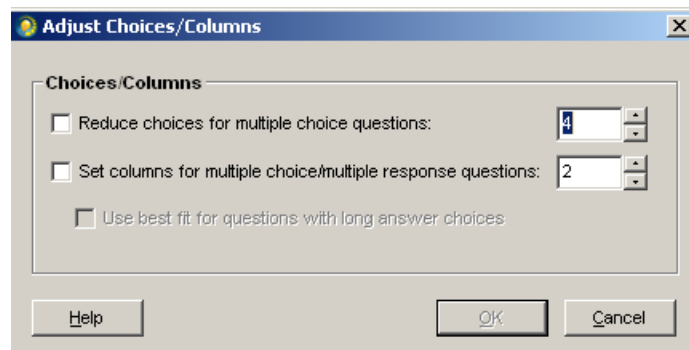 Adjust Choices/Columns
Choices/Columns
Reduce choices for multiple choice questions: 4
Set columns for multiple choice/multiple response questions: 2
Use best fit for questions with long answer choices
Help OK Cancel